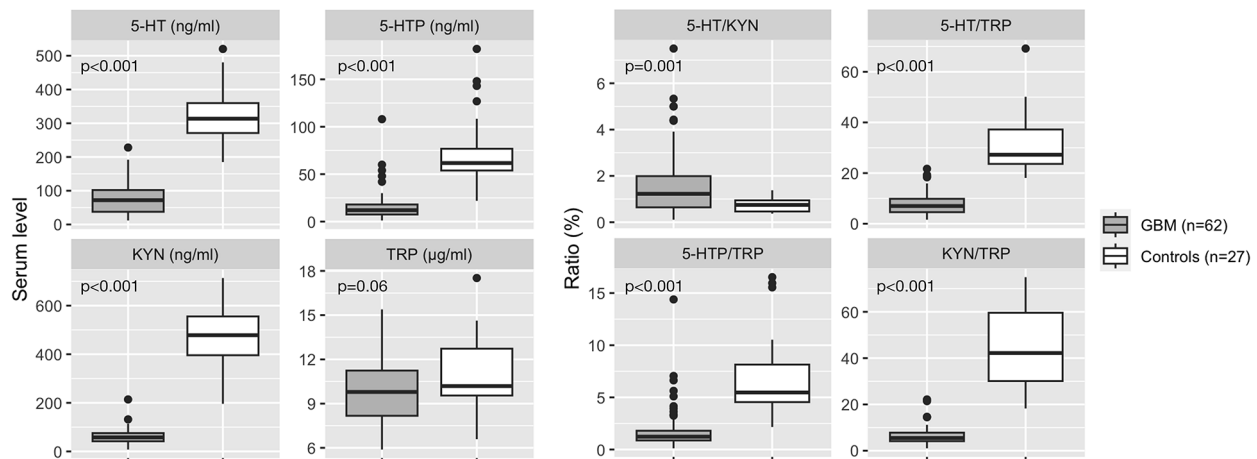 5-HT (ng/ml)
5-HTP (ng/ml)
5-HT/KYN
5-HT/TRP
p<0.001
p<0.001
p=0.001
p<0.001
500
400
300
200
100
0
150
100
50
0
6
4
2
0
60
40
20
0
Serum level
Ratio (%)
KYN (ng/ml)
TRP (µg/ml)
5-HTP/TRP
KYN/TRP
p<0.001
p=0.06
p<0.001
p<0.001
600
400
200
0
18
15
12
9
6
15
10
5
0
60
40
20
0
GBM (n=62)
Controls (n=27)